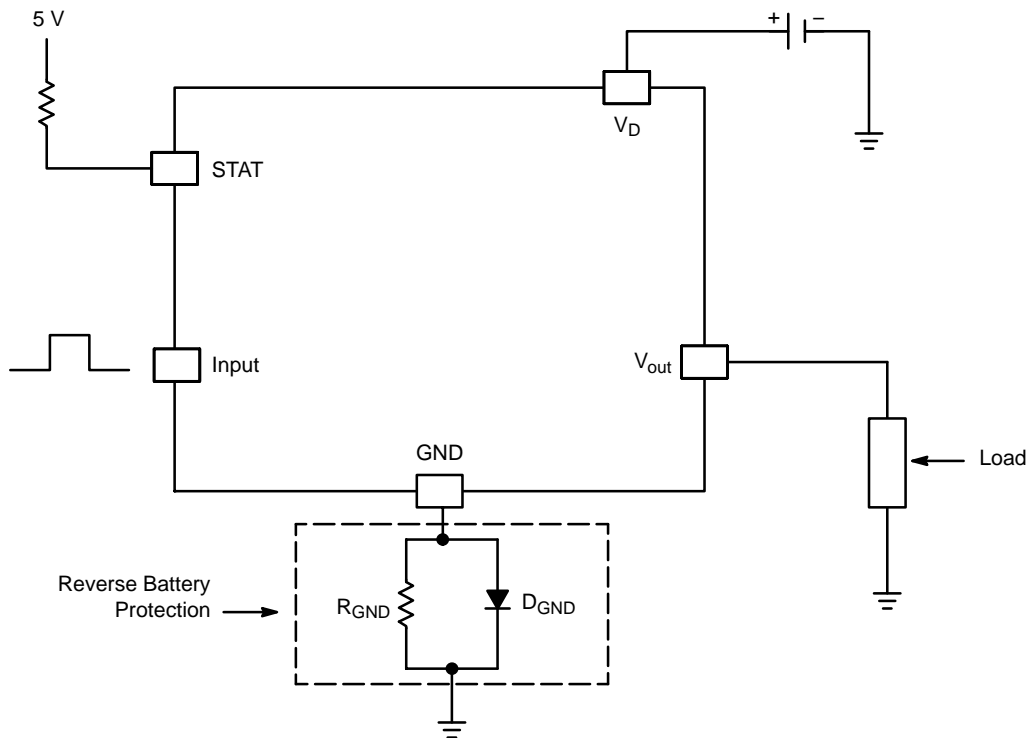 5 V
+ −
V_D
STAT
Input
V_out
GND
Load
Reverse Battery
Protection
R_GND
D_GND